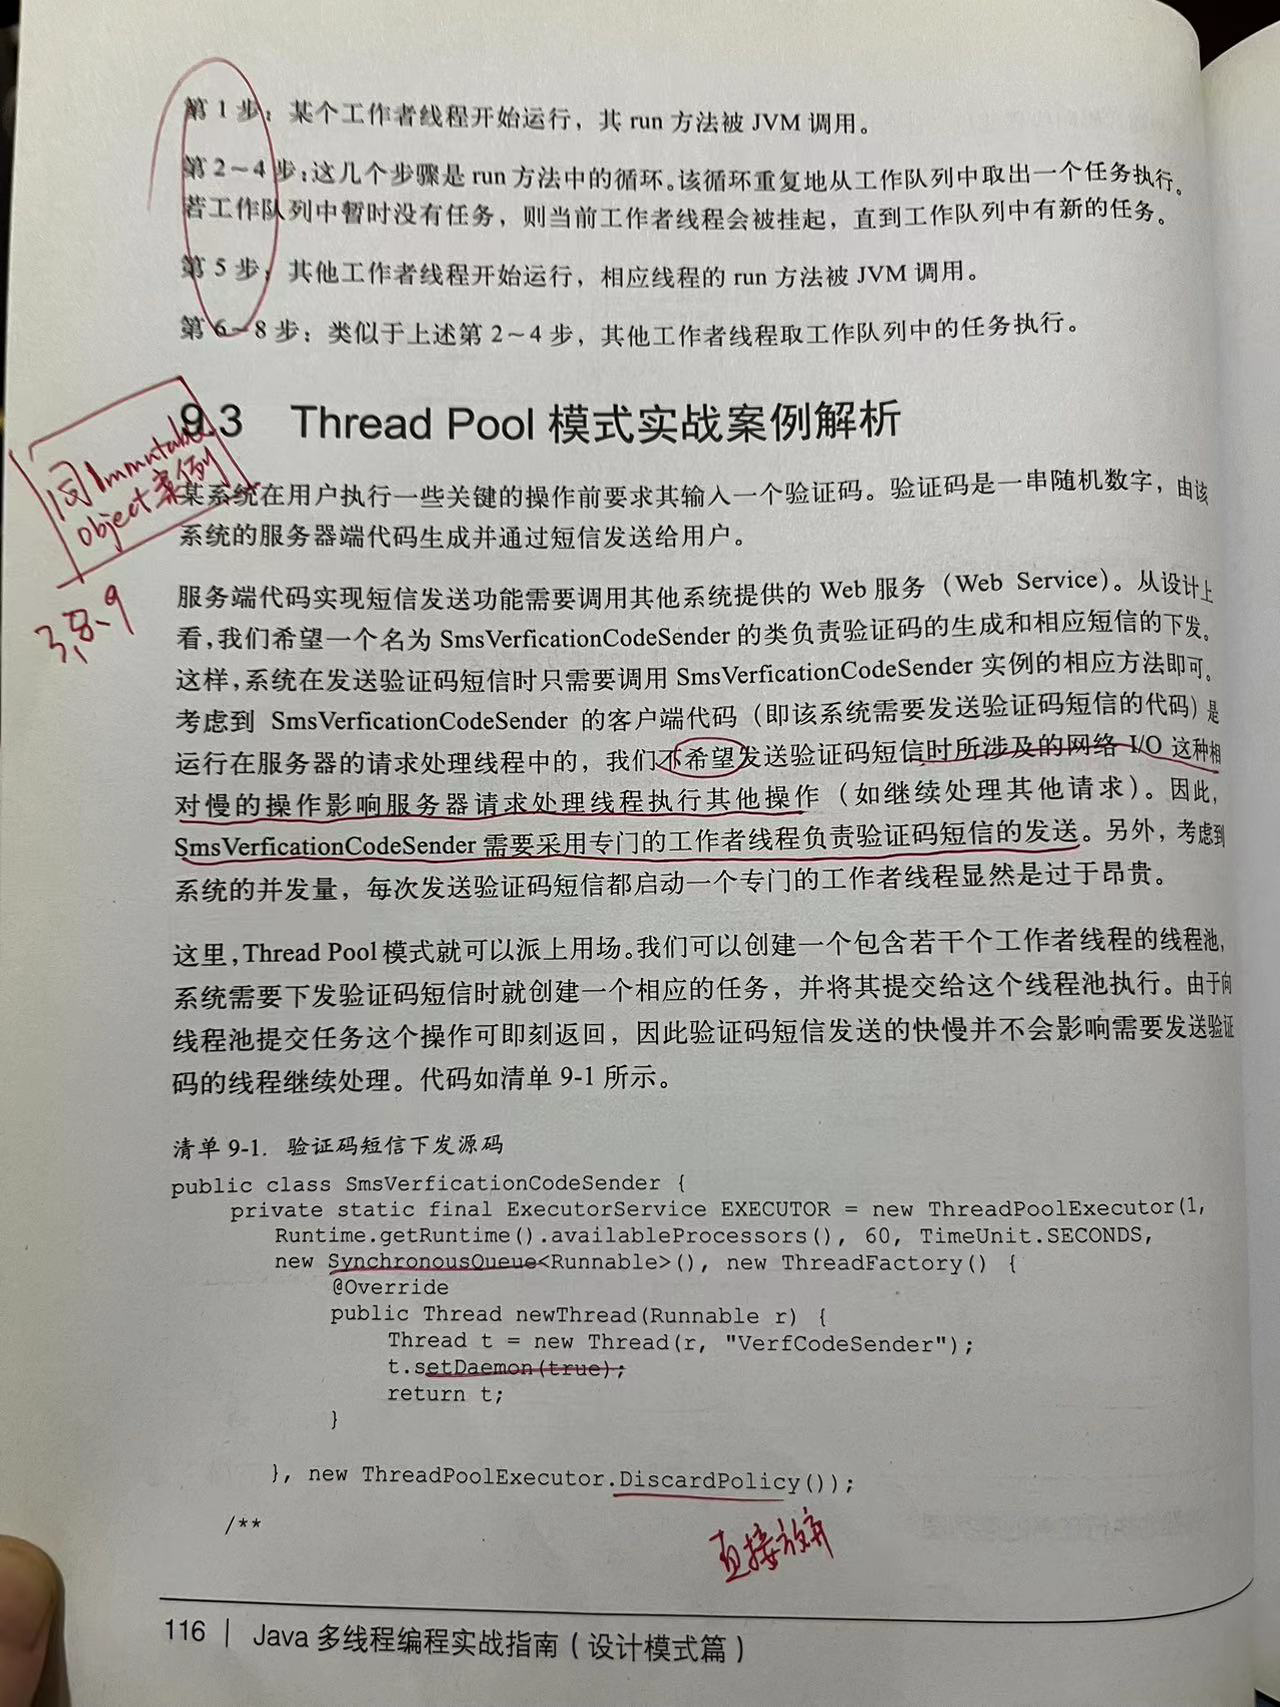 第1步：某个工作者线程开始运行，其 run 方法被 JVM 调用。
第2～4步：这几个步骤是 run 方法中的循环。该循环重复地从工作队列中取出一个任务执行。
若工作队列中暂时没有任务，则当前工作者线程会被挂起，直到工作队列中有新的任务。
第5步：其他工作者线程开始运行，相应线程的 run 方法被 JVM 调用。
第6～8步：类似于上述第2～4步，其他工作者线程取工作队列中的任务执行。
9.3 Thread Pool 模式实战案例解析
同Immutable
object案例
3,8-9
某系统在用户执行一些关键的操作前要求其输入一个验证码。验证码是一串随机数字，由该
系统的服务器端代码生成并通过短信发送给用户。
服务端代码实现短信发送功能需要调用其他系统提供的 Web 服务（Web Service）。从设计上
看，我们希望一个名为 SmsVerficationCodeSender 的类负责验证码的生成和相应短信的下发。
这样，系统在发送验证码短信时只需要调用 SmsVerficationCodeSender 实例的相应方法即可。
考虑到 SmsVerficationCodeSender 的客户端代码（即该系统需要发送验证码短信的代码）是
运行在服务器的请求处理线程中的，我们不希望发送验证码短信时所涉及的网络 I/O 这种相
对慢的操作影响服务器请求处理线程执行其他操作（如继续处理其他请求）。因此，
SmsVerficationCodeSender 需要采用专门的工作者线程负责验证码短信的发送。另外，考虑到
系统的并发量，每次发送验证码短信都启动一个专门的工作者线程显然是过于昂贵。
这里，Thread Pool 模式就可以派上用场。我们可以创建一个包含若干个工作者线程的线程池，
系统需要下发验证码短信时就创建一个相应的任务，并将其提交给这个线程池执行。由于向
线程池提交任务这个操作可即刻返回，因此验证码短信发送的快慢并不会影响需要发送验证
码的线程继续处理。代码如清单 9-1 所示。
清单 9-1. 验证码短信下发源码
public class SmsVerficationCodeSender {
private static final ExecutorService EXECUTOR = new ThreadPoolExecutor(1,
Runtime.getRuntime().availableProcessors(), 60, TimeUnit.SECONDS,
new SynchronousQueue<Runnable>(), new ThreadFactory() {
@Override
public Thread newThread(Runnable r) {
Thread t = new Thread(r, "VerfCodeSender");
t.setDaemon(true);
return t;
}
}, new ThreadPoolExecutor.DiscardPolicy());
/**
直接放弃
116 | Java 多线程编程实战指南（设计模式篇）